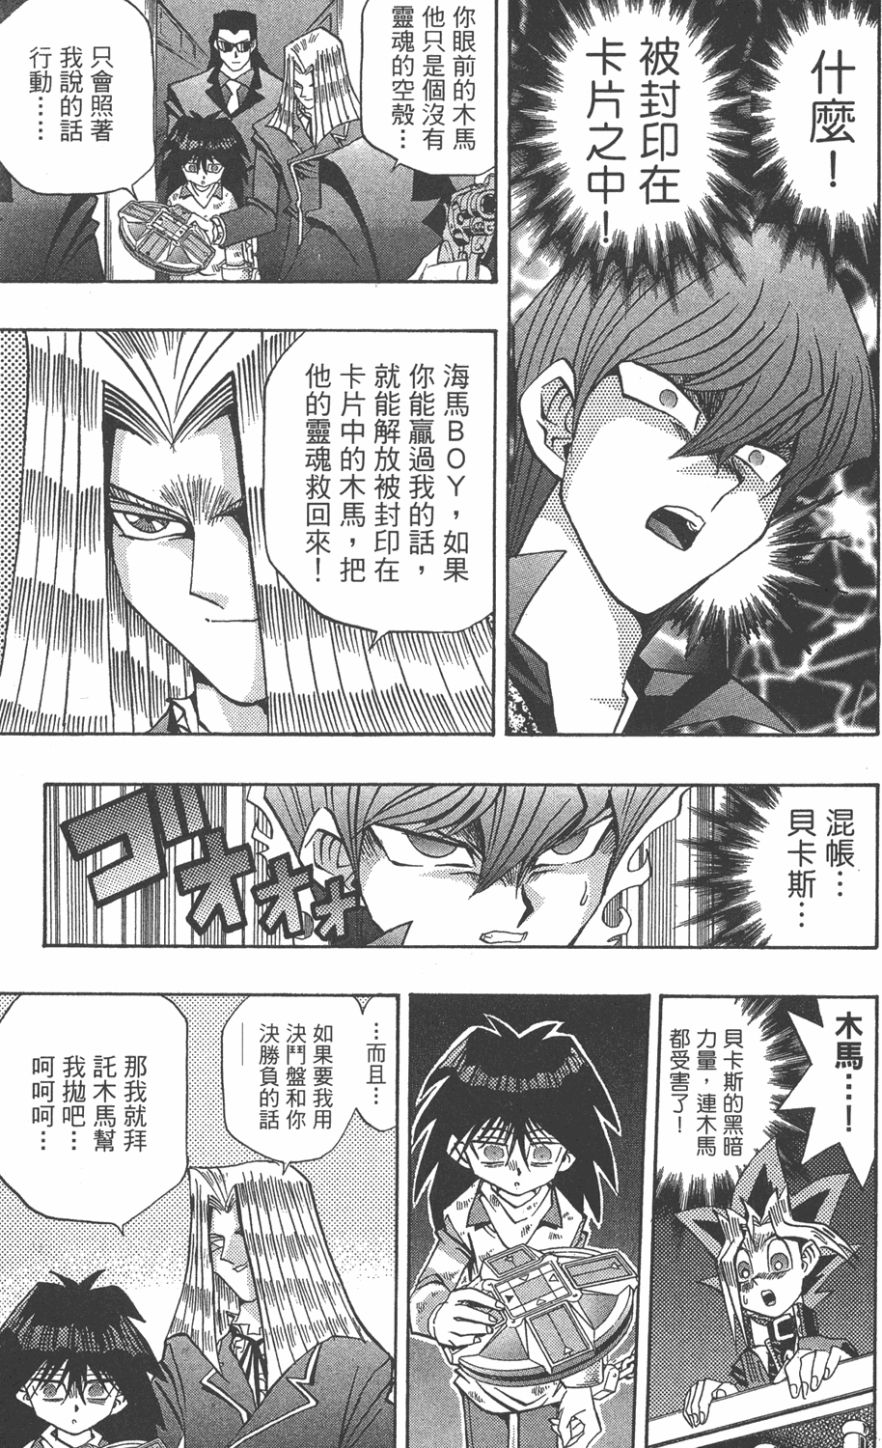 什麼！
被封印在
卡片之中！
你眼前的木馬
他只是個沒有
靈魂的空殼…
只會照著
我說的話
行動……
海馬BOY，如果
你能贏過我的話，
就能解放被封印在
卡片中的木馬，把
他的靈魂救回來！
混帳…
貝卡斯…
ゴォォォ
木馬…！
貝卡斯的黑暗
力量，連木馬
都受害了！
…而且…
如果要我用
決鬥盤和你
決勝負的話
──
那我就拜
託木馬幫
我拋吧…
呵呵呵…